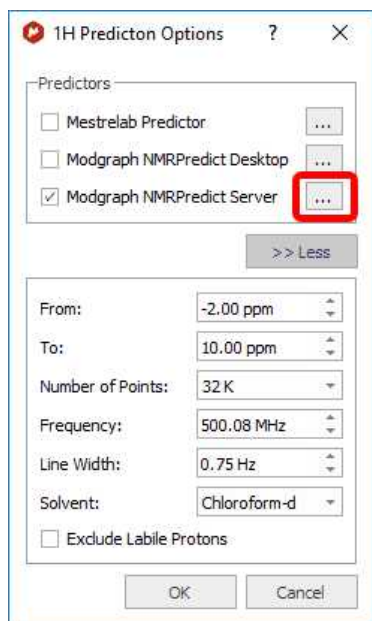 1H Predicton Options ?
Predictors
Mestrelab Predictor ...
Modgraph NMRPredict Desktop ...
Modgraph NMRPredict Server ...
>> Less
From: -2.00 ppm
To: 10.00 ppm
Number of Points: 32 K
Frequency: 500.08 MHz
Line Width: 0.75 Hz
Solvent: Chloroform-d
Exclude Labile Protons
OK Cancel